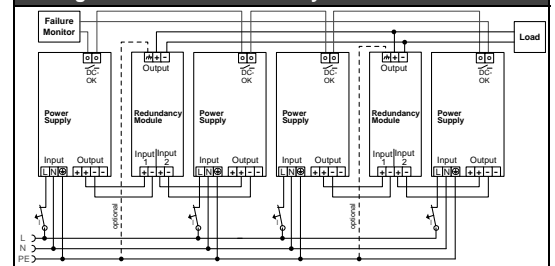 Failure
Monitor
Load
DC-
OK
Power
Supply
Input Output
L N + + - -
+ -
Output
Redundancy
Module
Input Input
1 2
+ - + -
DC-
OK
Power
Supply
Input Output
L N + + - -
DC-
OK
Power
Supply
Input Output
L N + + - -
+ -
Output
Redundancy
Module
Input Input
1 2
+ - + -
DC-
OK
Power
Supply
Input Output
L N + + - -
optional
optional
I
I
I
I
L
N
PE